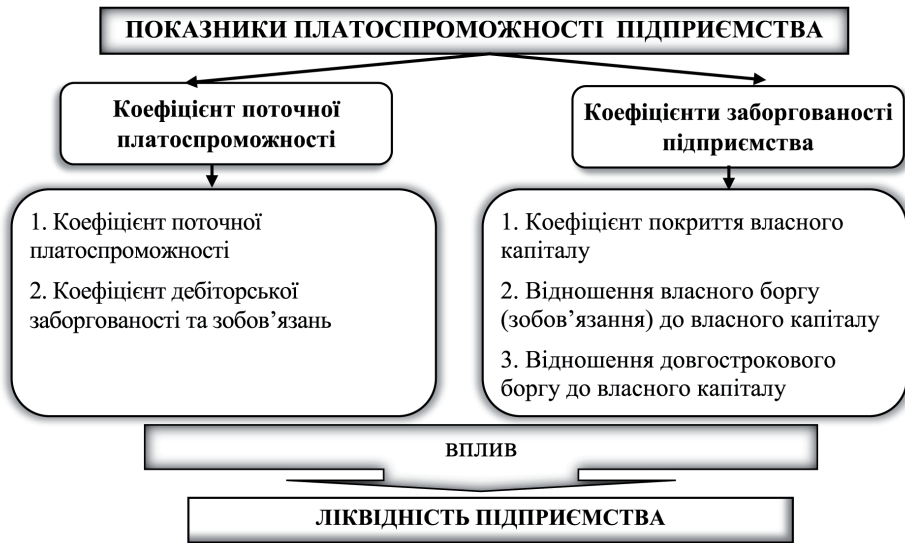 ПОКАЗНИКИ ПЛАТОСПРОМОЖНОСТІ ПІДПРИЄМСТВА
Коефіцієнт поточної
платоспроможності
Коефіцієнти заборгованості
підприємства
1. Коефіцієнт поточної
платоспроможності
2. Коефіцієнт дебіторської
заборгованості та зобов’язань
1. Коефіцієнт покриття власного
капіталу
2. Відношення власного боргу
(зобов’язання) до власного капіталу
3. Відношення довгострокового
боргу до власного капіталу
ВПЛИВ
ЛІКВІДНІСТЬ ПІДПРИЄМСТВА